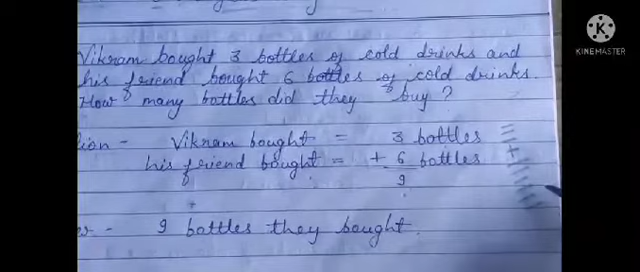 KINEMASTER
Vikram bought 3 bottles of cold drinks and
his friend bought 6 bottles of cold drinks.
How many bottles did they buy?
ion - Vikram bought = 3 bottles
his friend bought = + 6 bottles
9
- 9 bottles they bought.